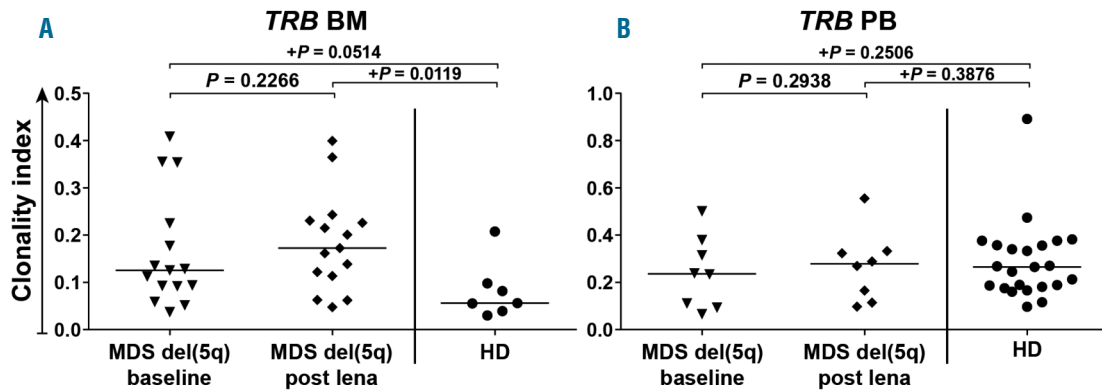 A
TRB BM
+P = 0.0514
P = 0.2266
+P = 0.0119
Clonality index
0.5
0.4
0.3
0.2
0.1
0.0
MDS del(5q)
baseline
MDS del(5q)
post lena
HD
B
TRB PB
+P = 0.2506
P = 0.2938
+P = 0.3876
1.0
0.8
0.6
0.4
0.2
0.0
MDS del(5q)
baseline
MDS del(5q)
post lena
HD